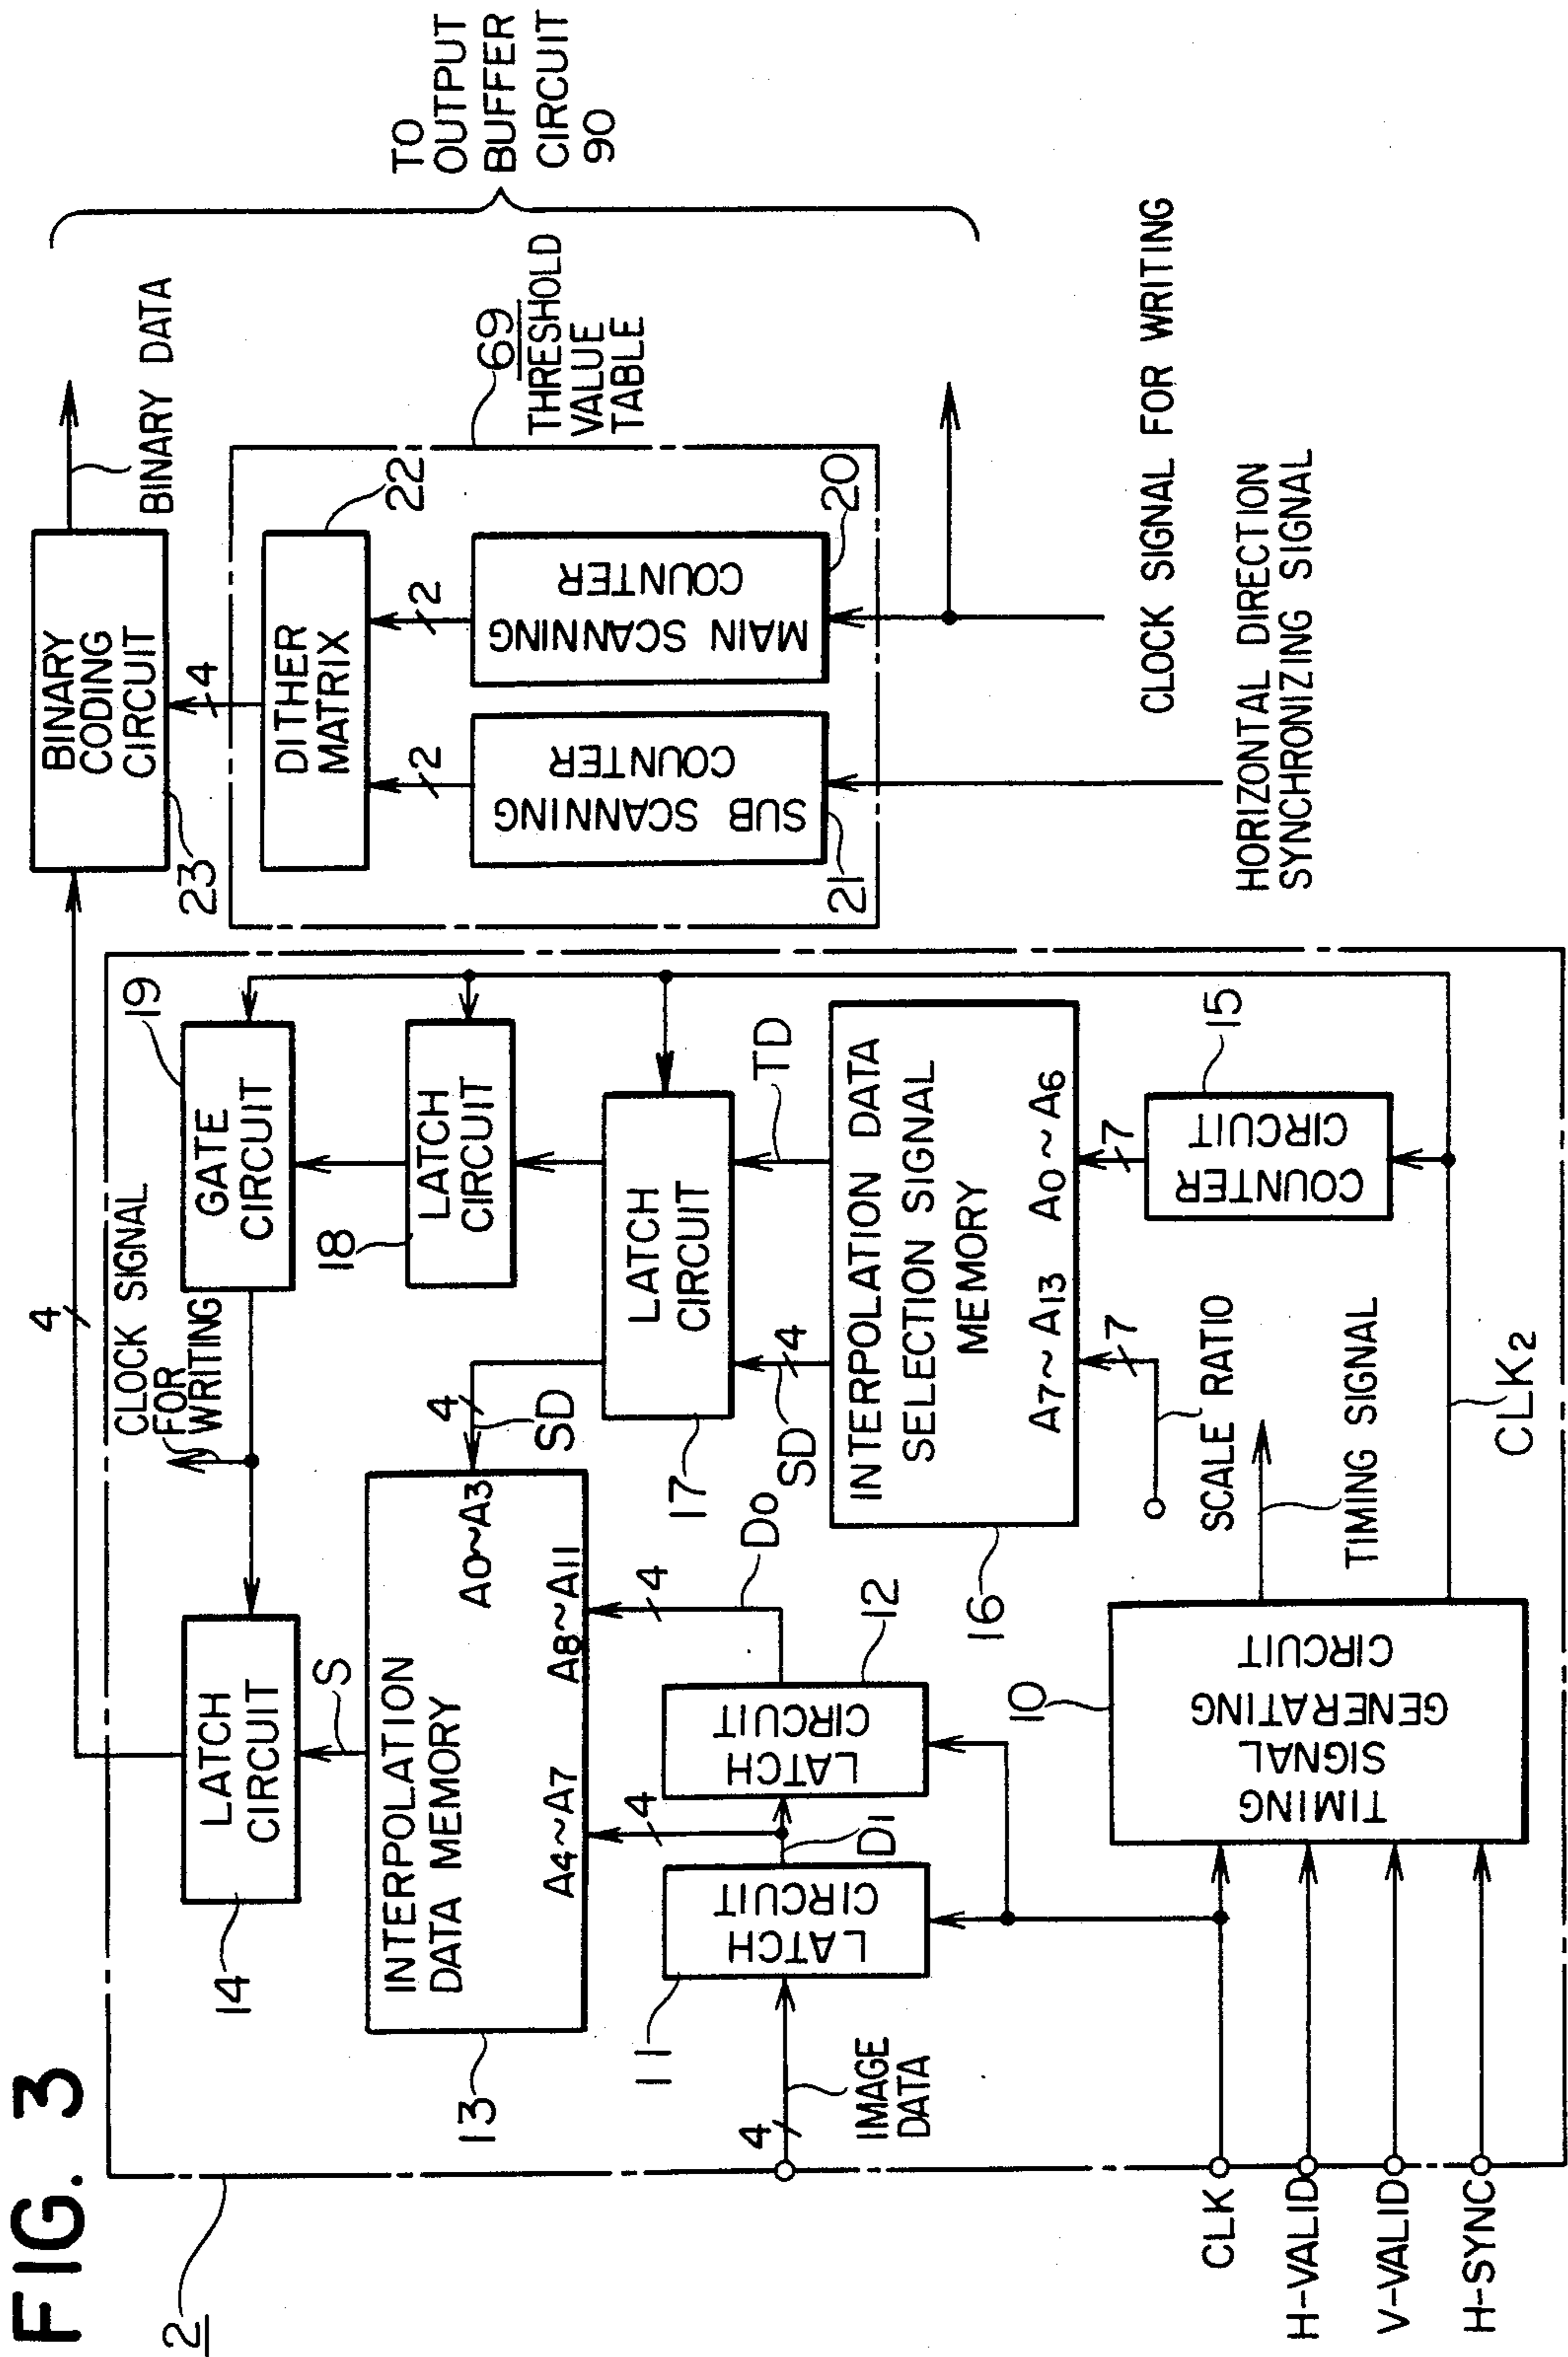 FIG. 3
2
CLK
H-VALID
V-VALID
H-SYNC
4
IMAGE
DATA
11
LATCH
CIRCUIT
D1
4
12
LATCH
CIRCUIT
D0
4
13
INTERPOLATION
DATA MEMORY
A4~A7
A8~A11
A0~A3
S
14
LATCH
CIRCUIT
10
TIMING
SIGNAL
GENERATING
CIRCUIT
TIMING SIGNAL
CLK2
SCALE RATIO
7
15
COUNTER
CIRCUIT
7
16
INTERPOLATION DATA
SELECTION SIGNAL
MEMORY
A7~A13
A0~A6
SD
4
TD
17
LATCH
CIRCUIT
4
SD
18
LATCH
CIRCUIT
19
GATE
CIRCUIT
CLOCK SIGNAL
FOR
WRITING
4
23
BINARY
CODING
CIRCUIT
BINARY DATA
4
22
DITHER
MATRIX
2
2
21
SUB SCANNING
COUNTER
20
MAIN SCANNING
COUNTER
69
THRESHOLD
VALUE
TABLE
CLOCK SIGNAL FOR WRITING
HORIZONTAL DIRECTION
SYNCHRONIZING SIGNAL
TO
OUTPUT
BUFFER
CIRCUIT
90